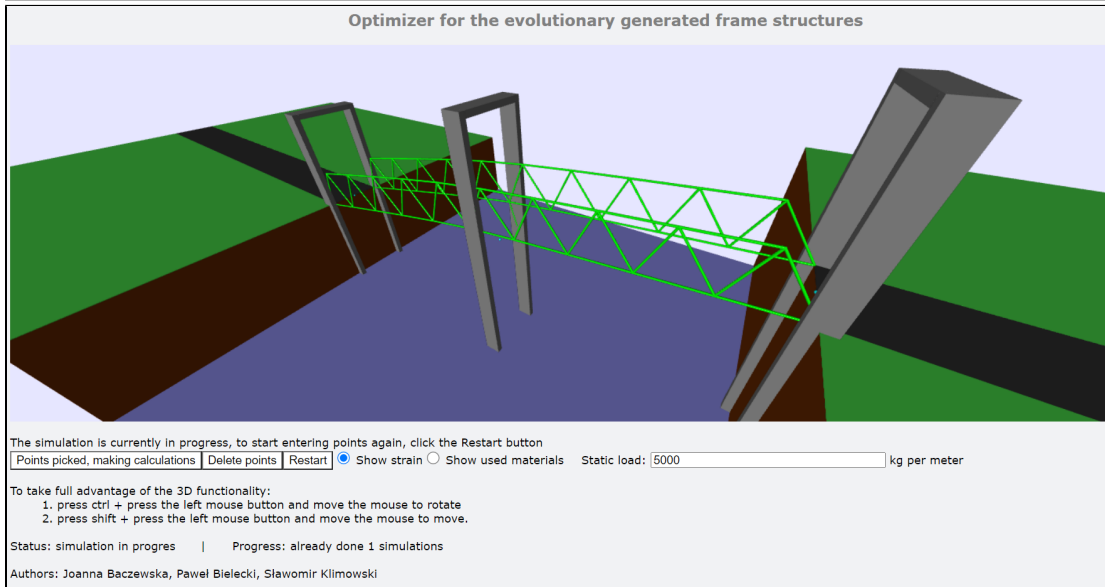 Optimizer for the evolutionary generated frame structures
The simulation is currently in progress, to start entering points again, click the Restart button
Points picked, making calculations Delete points Restart Show strain Show used materials Static load: 5000 kg per meter
To take full advantage of the 3D functionality:
1. press ctrl + press the left mouse button and move the mouse to rotate
2. press shift + press the left mouse button and move the mouse to move.
Status: simulation in progres | Progress: already done 1 simulations
Authors: Joanna Baczewska, Paweł Bielecki, Sławomir Klimowski